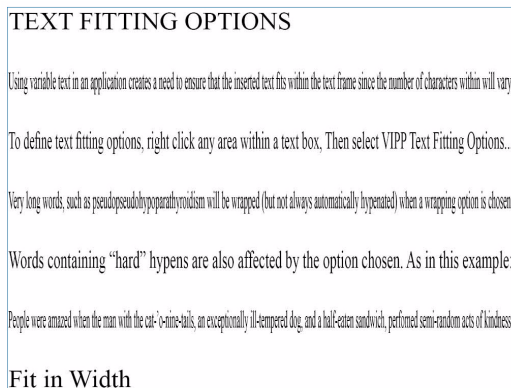 TEXT FITTING OPTIONS
Using variable text in an application creates a need to ensure that the inserted text fits within the text frame since the number of characters within will vary
To define text fitting options, right click any area within a text box, Then select VIPP Text Fitting Options..
Very long words, such as pseudopseudohypoparathyroidism will be wrapped (but not always automatically hypenated) when a wrapping option is chosen
Words containing “hard” hypens are also affected by the option chosen. As in this example:
People were amazed when the man with the cat-’o-nine-tails, an exceptionally ill-tempered dog, and a half-eaten sandwich, perfomed semi-random acts of kindness
Fit in Width